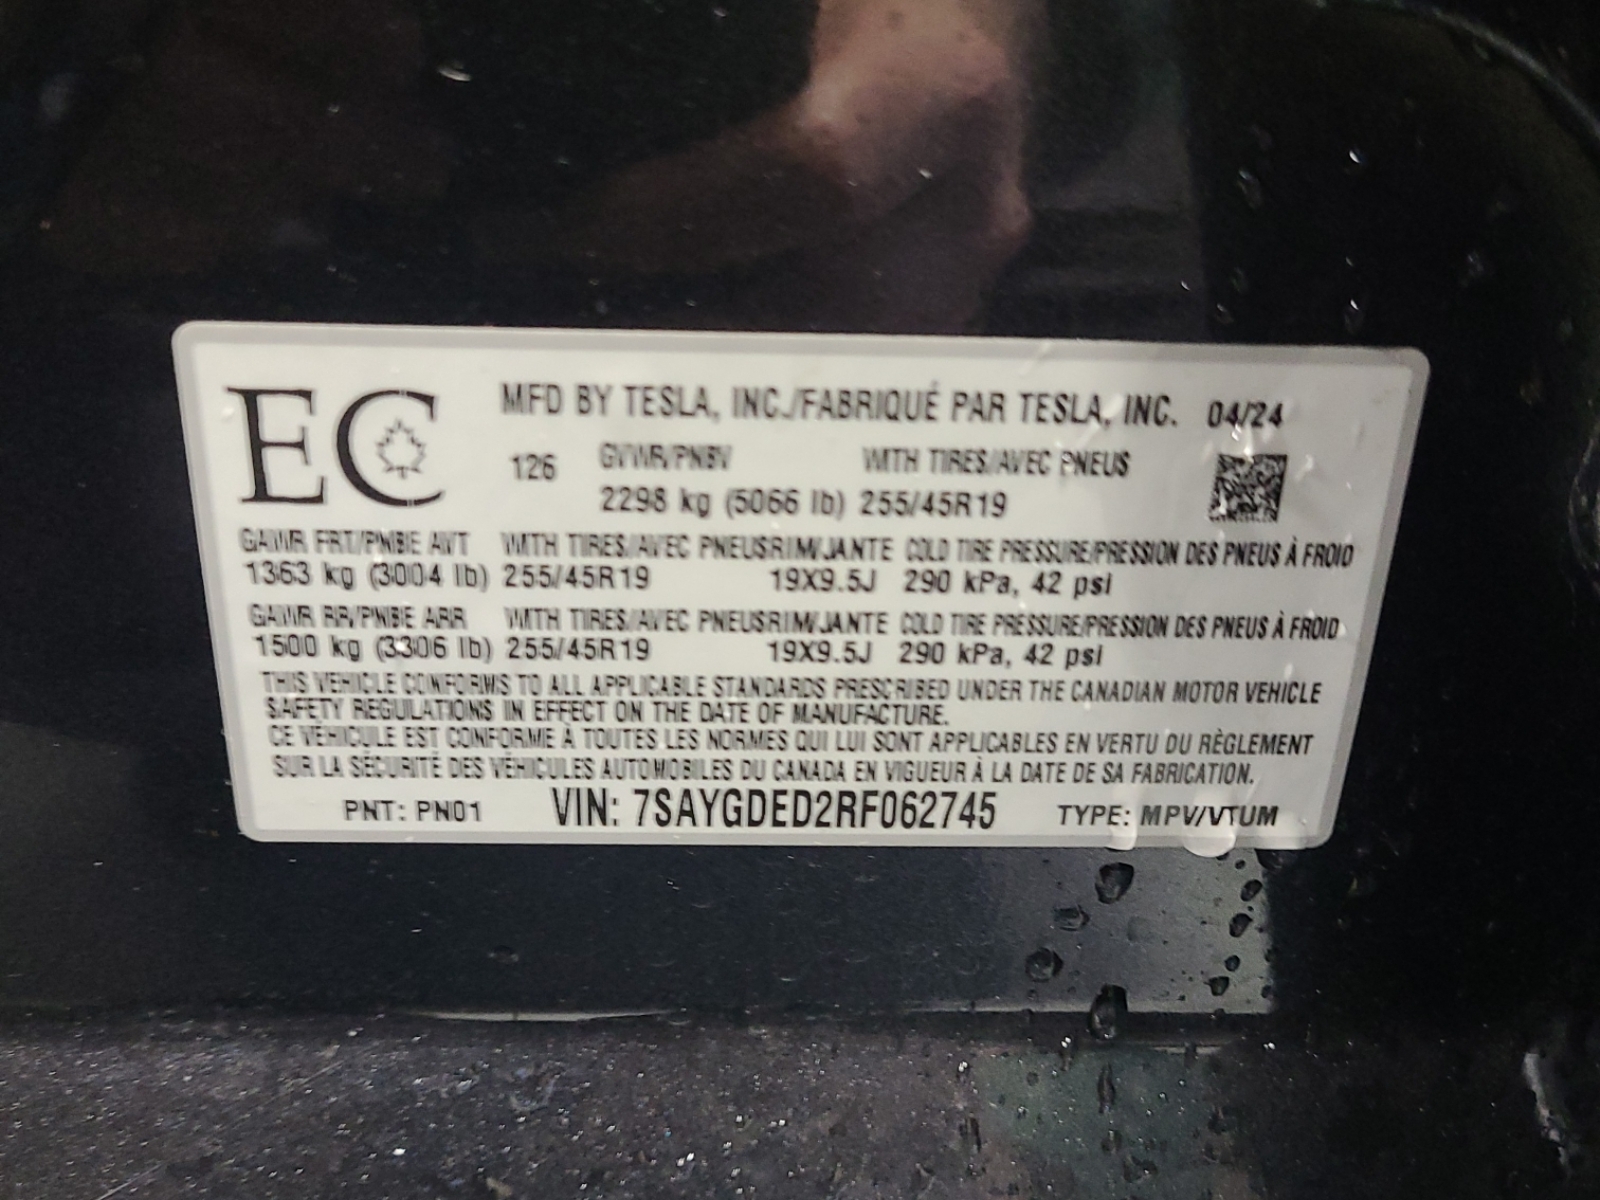 EC
MFD BY TESLA, INC./FABRIQUÉ PAR TESLA, INC. 04/24
126 GVWR/PNBV WITH TIRES/AVEC PNEUS
2298 kg (5066 lb) 255/45R19
GAWR FRT/PNBE AVT WITH TIRES/AVEC PNEUS RIM/JANTE COLD TIRE PRESSURE/PRESSION DES PNEUS À FROID
1363 kg (3004 lb) 255/45R19 19X9.5J 290 kPa, 42 psi
GAWR RR/PNBE ARR WITH TIRES/AVEC PNEUS RIM/JANTE COLD TIRE PRESSURE/PRESSION DES PNEUS À FROID
1500 kg (3306 lb) 255/45R19 19X9.5J 290 kPa, 42 psi
THIS VEHICLE CONFORMS TO ALL APPLICABLE STANDARDS PRESCRIBED UNDER THE CANADIAN MOTOR VEHICLE
SAFETY REGULATIONS IN EFFECT ON THE DATE OF MANUFACTURE.
CE VÉHICULE EST CONFORME À TOUTES LES NORMES QUI LUI SONT APPLICABLES EN VERTU DU RÈGLEMENT
SUR LA SÉCURITÉ DES VÉHICULES AUTOMOBILES DU CANADA EN VIGUEUR À LA DATE DE SA FABRICATION.
PNT: PN01 VIN: 7SAYGDED2RF062745 TYPE: MPV/VTUM